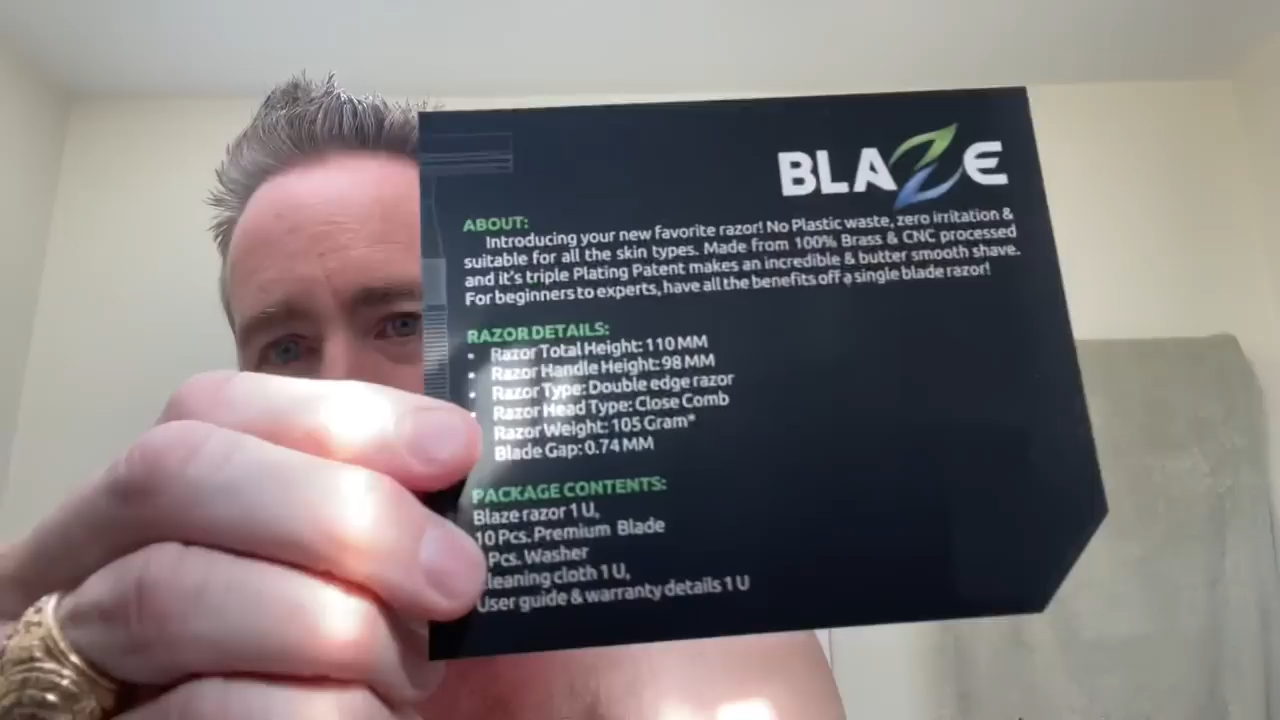 BLAZE
ABOUT:
Introducing your new favorite razor! No Plastic waste, zero irritation &
suitable for all the skin types. Made from 100% Brass & CNC processed
and it's triple Plating Patent makes an incredible & butter smooth shave.
For beginners to experts, have all the benefits off a single blade razor!
RAZOR DETAILS:
• Razor Total Height: 110 MM
• Razor Handle Height: 98 MM
• Razor Type: Double edge razor
• Razor Head Type: Close Comb
Razor Weight: 105 Gram*
Blade Gap: 0.74 MM
PACKAGE CONTENTS:
Blaze razor 1 U,
10 Pcs. Premium Blade
Pcs. Washer
leaning cloth 1 U,
User guide & warranty details 1 U